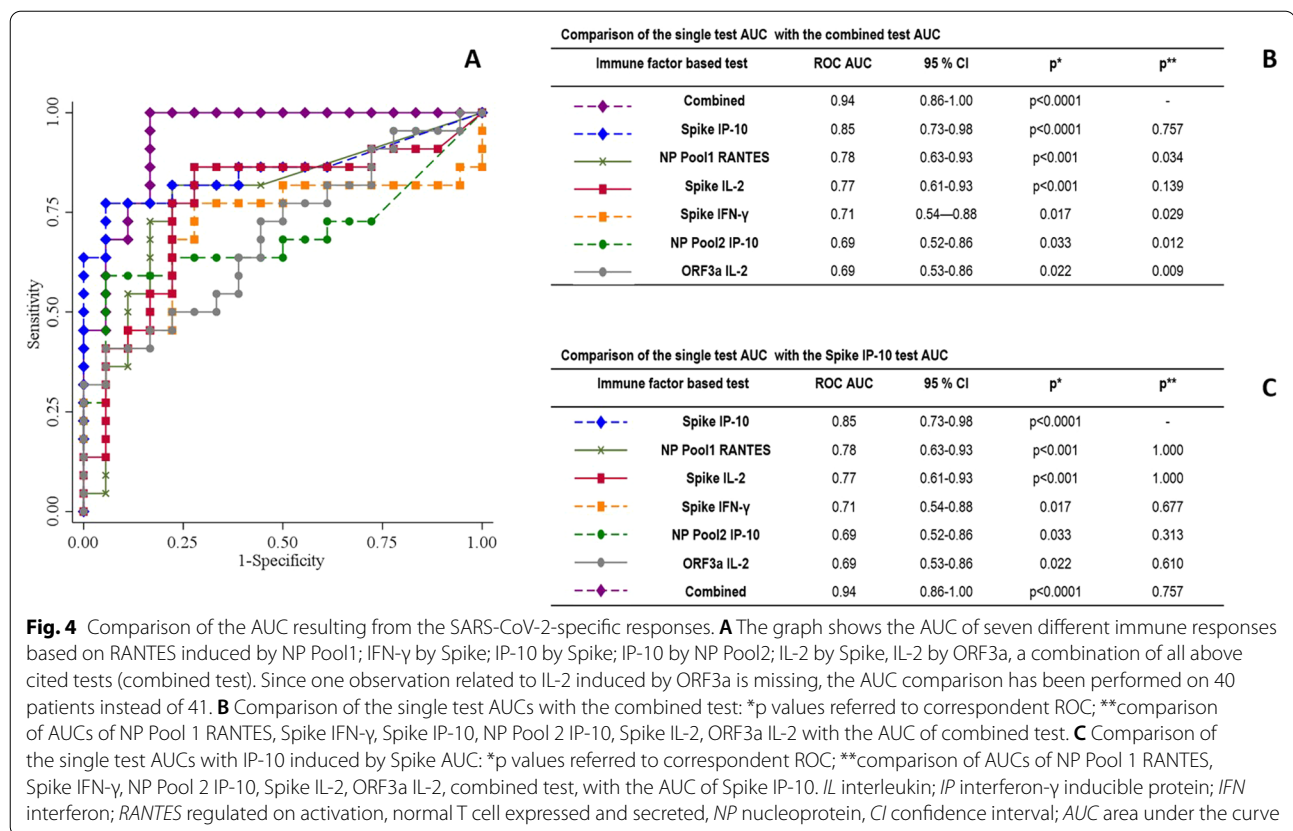 A
1.00
0.75
0.50
0.25
0.00
Sensitivity
0.00 0.25 0.50 0.75 1.00
1-Specificity
Comparison of the single test AUC with the combined test AUC
B
Immune factor based test ROC AUC 95 % CI p* p**
Combined 0.94 0.86-1.00 p<0.0001 -
Spike IP-10 0.85 0.73-0.98 p<0.0001 0.757
NP Pool1 RANTES 0.78 0.63-0.93 p<0.001 0.034
Spike IL-2 0.77 0.61-0.93 p<0.001 0.139
Spike IFN-γ 0.71 0.54—0.88 0.017 0.029
NP Pool2 IP-10 0.69 0.52-0.86 0.033 0.012
ORF3a IL-2 0.69 0.53-0.86 0.022 0.009
Comparison of the single test AUC with the Spike IP-10 test AUC
C
Immune factor based test ROC AUC 95 % CI p* p**
Spike IP-10 0.85 0.73-0.98 p<0.0001 -
NP Pool1 RANTES 0.78 0.63-0.93 p<0.001 1.000
Spike IL-2 0.77 0.61-0.93 p<0.001 1.000
Spike IFN-γ 0.71 0.54-0.88 0.017 0.677
NP Pool2 IP-10 0.69 0.52-0.86 0.033 0.313
ORF3a IL-2 0.69 0.53-0.86 0.022 0.610
Combined 0.94 0.86-1.00 p<0.0001 0.757
Fig. 4 Comparison of the AUC resulting from the SARS-CoV-2-specific responses. A The graph shows the AUC of seven different immune responses
based on RANTES induced by NP Pool1; IFN-γ by Spike; IP-10 by Spike; IP-10 by NP Pool2; IL-2 by Spike, IL-2 by ORF3a, a combination of all above
cited tests (combined test). Since one observation related to IL-2 induced by ORF3a is missing, the AUC comparison has been performed on 40
patients instead of 41. B Comparison of the single test AUCs with the combined test: *p values referred to correspondent ROC; **comparison
of AUCs of NP Pool 1 RANTES, Spike IFN-γ, Spike IP-10, NP Pool 2 IP-10, Spike IL-2, ORF3a IL-2 with the AUC of combined test. C Comparison of
the single test AUCs with IP-10 induced by Spike AUC: *p values referred to correspondent ROC; **comparison of AUCs of NP Pool 1 RANTES,
Spike IFN-γ, NP Pool 2 IP-10, Spike IL-2, ORF3a IL-2, combined test, with the AUC of Spike IP-10. IL interleukin; IP interferon-γ inducible protein; IFN
interferon; RANTES regulated on activation, normal T cell expressed and secreted, NP nucleoprotein, CI confidence interval; AUC area under the curve